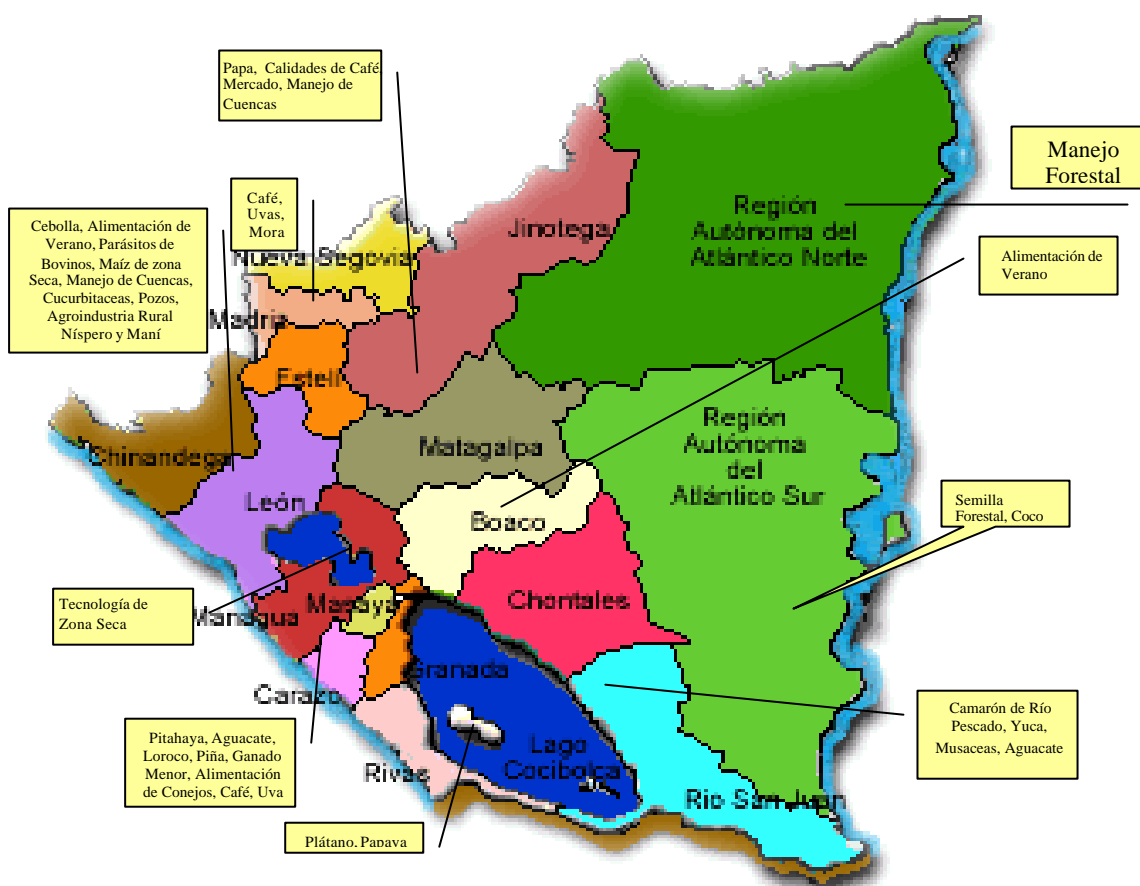 Papa, Calidades de Café,
Mercado, Manejo de
Cuencas
Manejo
Forestal
Café,
Uvas,
Mora
Cebolla, Alimentación de
Verano, Parásitos de
Bovinos, Maíz de zona
Seca, Manejo de Cuencas,
Cucurbitaceas, Pozos,
Agroindustria Rural
Níspero y Maní
Alimentación de
Verano
Jinotega
Región
Autónoma del
Atlántico Norte
Nueva Segovia
Madriz
Estelí
Chinandega
Matagalpa
Región
Autónoma
del
Atlántico Sur
León
Boaco
Semilla
Forestal, Coco
Tecnología de
Zona Seca
Managua
Masaya
Chontales
Granada
Carazo
Camarón de Río
Pescado, Yuca,
Musaceas, Aguacate
Pitahaya, Aguacate,
Loroco, Piña, Ganado
Menor, Alimentación
de Conejos, Café, Uva
Rivas
Lago
Cocibolca
Rio San Juan
Plátano. Papaya